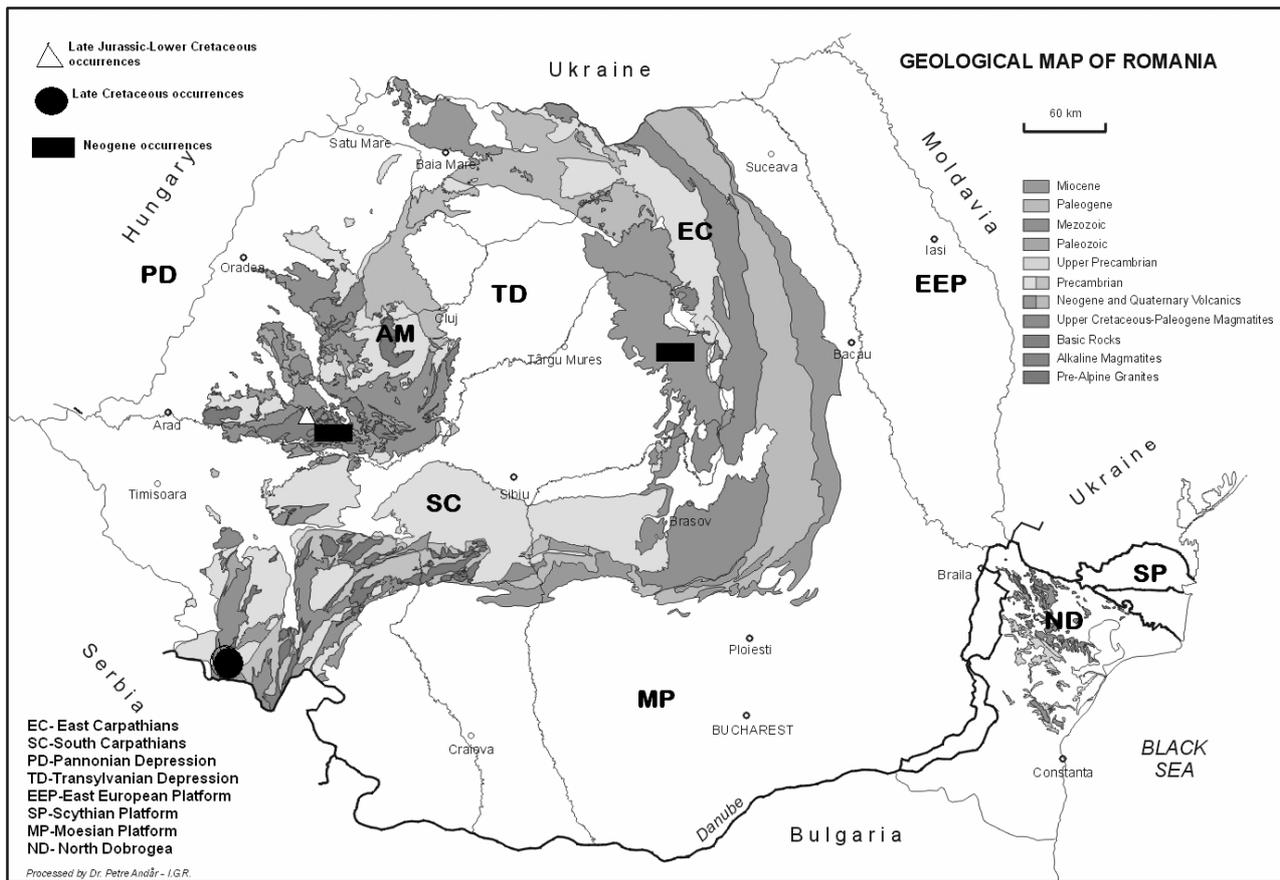 GEOLOGICAL MAP OF ROMANIA
Late Jurassic-Lower Cretaceous
occurrences
Late Cretaceous occurrences
Neogene occurrences
60 km
Miocene
Paleogene
Mezozoic
Paleozoic
Upper Precambrian
Precambrian
Neogene and Quaternary Volcanics
Upper Cretaceous-Paleogene Magmatites
Basic Rocks
Alkaline Magmatites
Pre-Alpine Granites
Ukraine
Hungary
Moldavia
Satu Mare
Baia Mare
Suceava
Iasi
Oradea
PD
EC
EEP
TD
AM
Cluj
Târgu Mures
Bacau
Arad
Ukraine
Timisoara
SC
Sibiu
Brasov
Braila
SP
ND
Serbia
Ploiesti
MP
BUCHAREST
Craiova
Constanta
BLACK
SEA
Danube
Bulgaria
EC- East Carpathians
SC-South Carpathians
PD-Pannonian Depression
TD-Transylvanian Depression
EEP-East European Platform
SP-Scythian Platform
MP-Moesian Platform
ND- North Dobrogea
Processed by Dr. Petre Andăr - I.G.R.